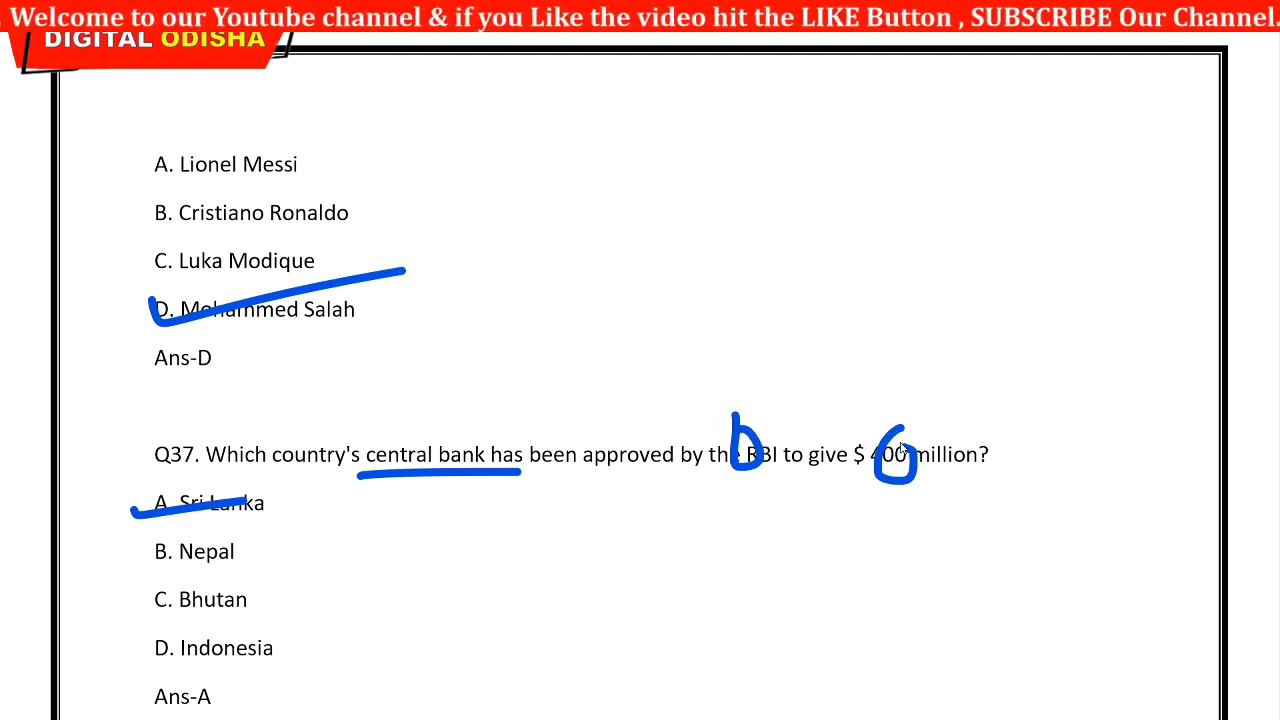 . Welcome to our Youtube channel & if you Like the video hit the LIKE Button , SUBSCRIBE Our Channel.
DIGITAL ODISHA
A. Lionel Messi
B. Cristiano Ronaldo
C. Luka Modique
D. Mohammed Salah
Ans-D
Q37. Which country's central bank has been approved by the RBI to give $ 400 million?
A. Sri Lanka
B. Nepal
C. Bhutan
D. Indonesia
Ans-A